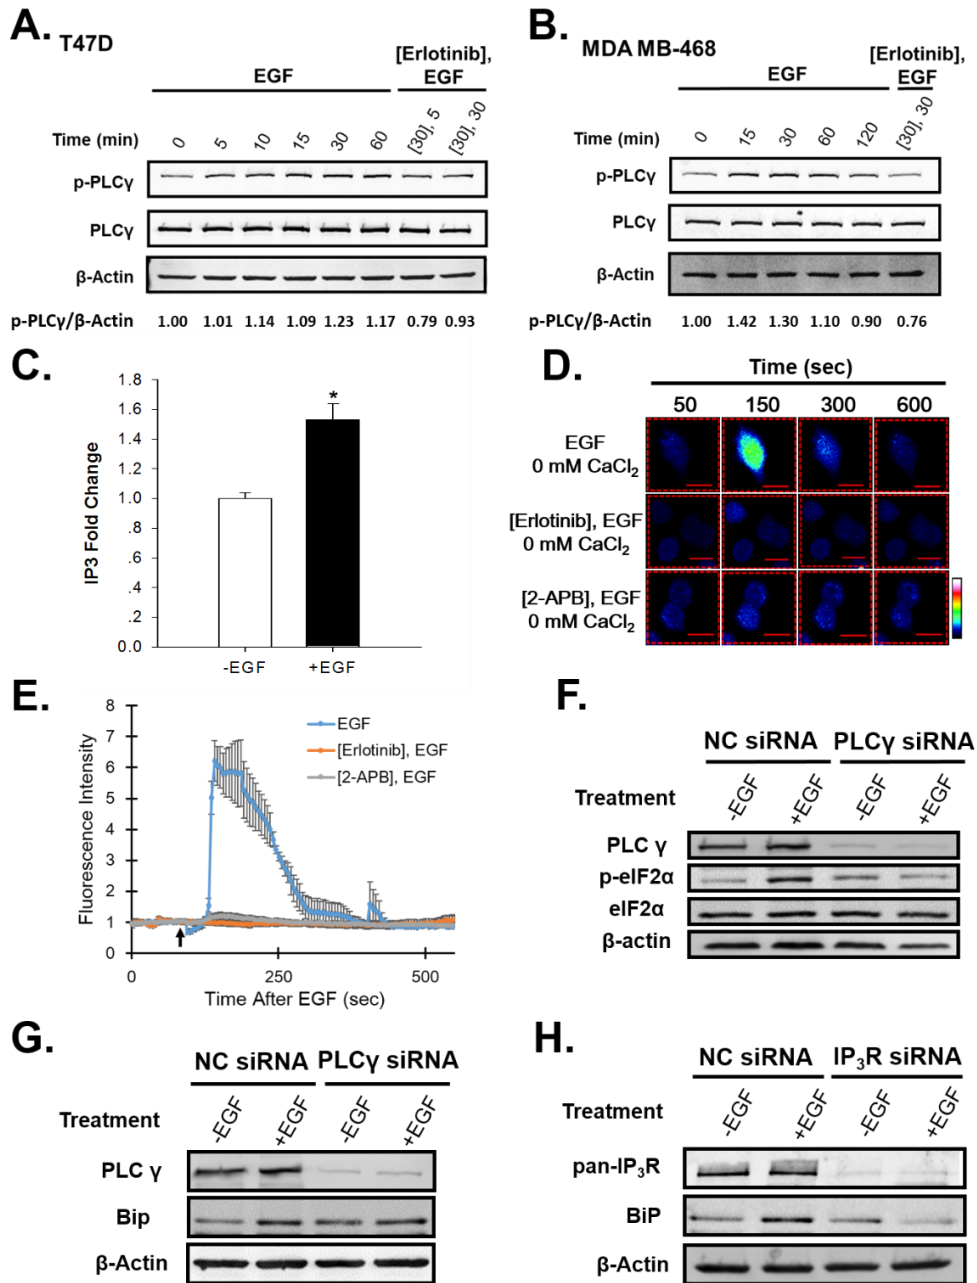 A. T47D
EGF
[Erlotinib], EGF
Time (min) 0 5 10 15 30 60 [30], 5 [30], 30
p-PLCγ
PLCγ
β-Actin
p-PLCγ/β-Actin 1.00 1.01 1.14 1.09 1.23 1.17 0.79 0.93
B. MDA MB-468
EGF
[Erlotinib], EGF
Time (min) 0 15 30 60 120 [30], 30
p-PLCγ
PLCγ
β-Actin
p-PLCγ/β-Actin 1.00 1.42 1.30 1.10 0.90 0.76
C.
IP3 Fold Change
1.8
1.6
1.4
1.2
1.0
.8
.6
.4
.2
0.0
*
-EGF +EGF
D.
Time (sec)
50 150 300 600
EGF
0 mM CaCl₂
[Erlotinib], EGF
0 mM CaCl₂
[2-APB], EGF
0 mM CaCl₂
E.
Fluorescence Intensity
8
7
6
5
4
3
2
1
0
EGF
[Erlotinib], EGF
[2-APB], EGF
0 250 500
Time After EGF (sec)
F.
NC siRNA PLCγ siRNA
Treatment -EGF +EGF -EGF +EGF
PLC γ
p-eIF2α
eIF2α
β-actin
G.
NC siRNA PLCγ siRNA
Treatment -EGF +EGF -EGF +EGF
PLC γ
Bip
β-Actin
H.
NC siRNA IP₃R siRNA
Treatment -EGF +EGF -EGF +EGF
pan-IP₃R
BiP
β-Actin